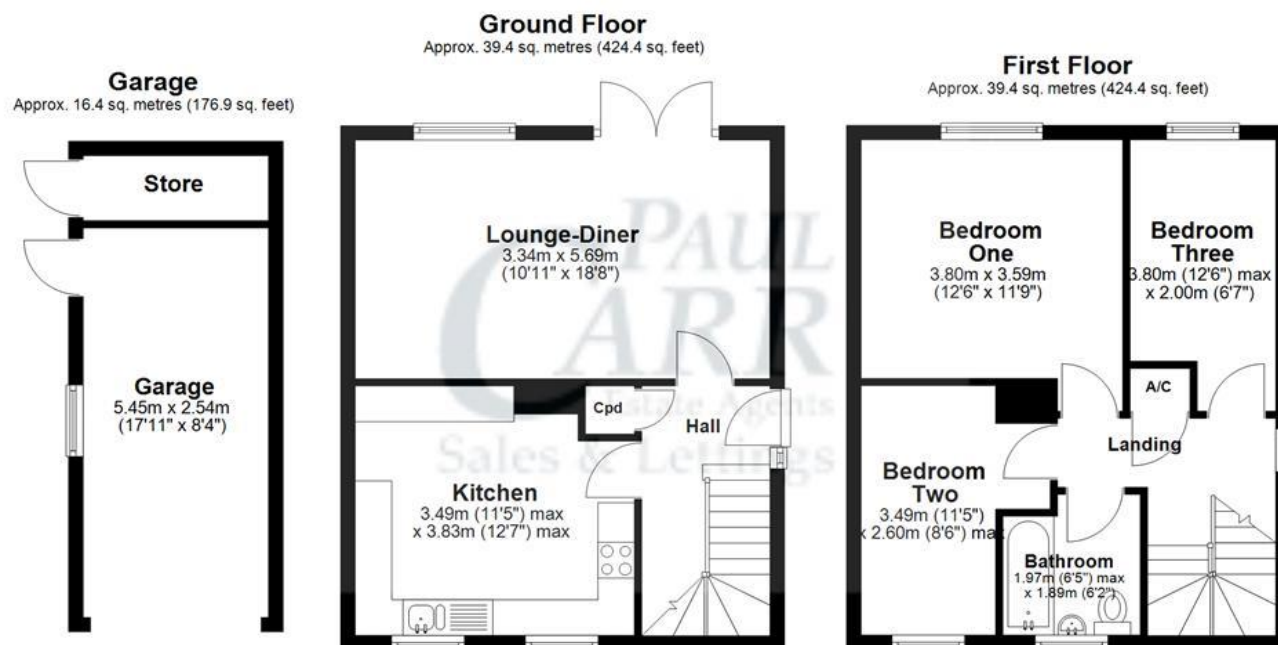 Garage
Approx. 16.4 sq. metres (176.9 sq. feet)
Store
Garage
5.45m x 2.54m
(17'11" x 8'4")
Ground Floor
Approx. 39.4 sq. metres (424.4 sq. feet)
Lounge-Diner
3.34m x 5.69m
(10'11" x 18'8")
Cpd
Hall
Kitchen
3.49m (11'5") max
x 3.83m (12'7") max
First Floor
Approx. 39.4 sq. metres (424.4 sq. feet)
Bedroom
One
3.80m x 3.59m
(12'6" x 11'9")
Bedroom
Three
3.80m (12'6") max
x 2.00m (6'7")
A/C
Landing
Bedroom
Two
3.49m (11'5")
x 2.60m (8'6") max
Bathroom
1.97m (6'5") max
x 1.89m (6'2")
PAUL
CARR
Estate Agents
Sales & Lettings